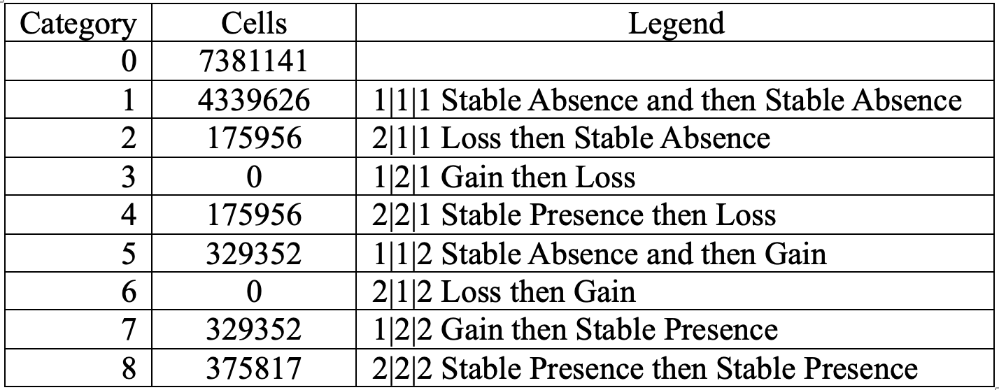 Category Cells Legend
0 7381141
1 4339626 1|1|1 Stable Absence and then Stable Absence
2 175956 2|1|1 Loss then Stable Absence
3 0 1|2|1 Gain then Loss
4 175956 2|2|1 Stable Presence then Loss
5 329352 1|1|2 Stable Absence and then Gain
6 0 2|1|2 Loss then Gain
7 329352 1|2|2 Gain then Stable Presence
8 375817 2|2|2 Stable Presence then Stable Presence